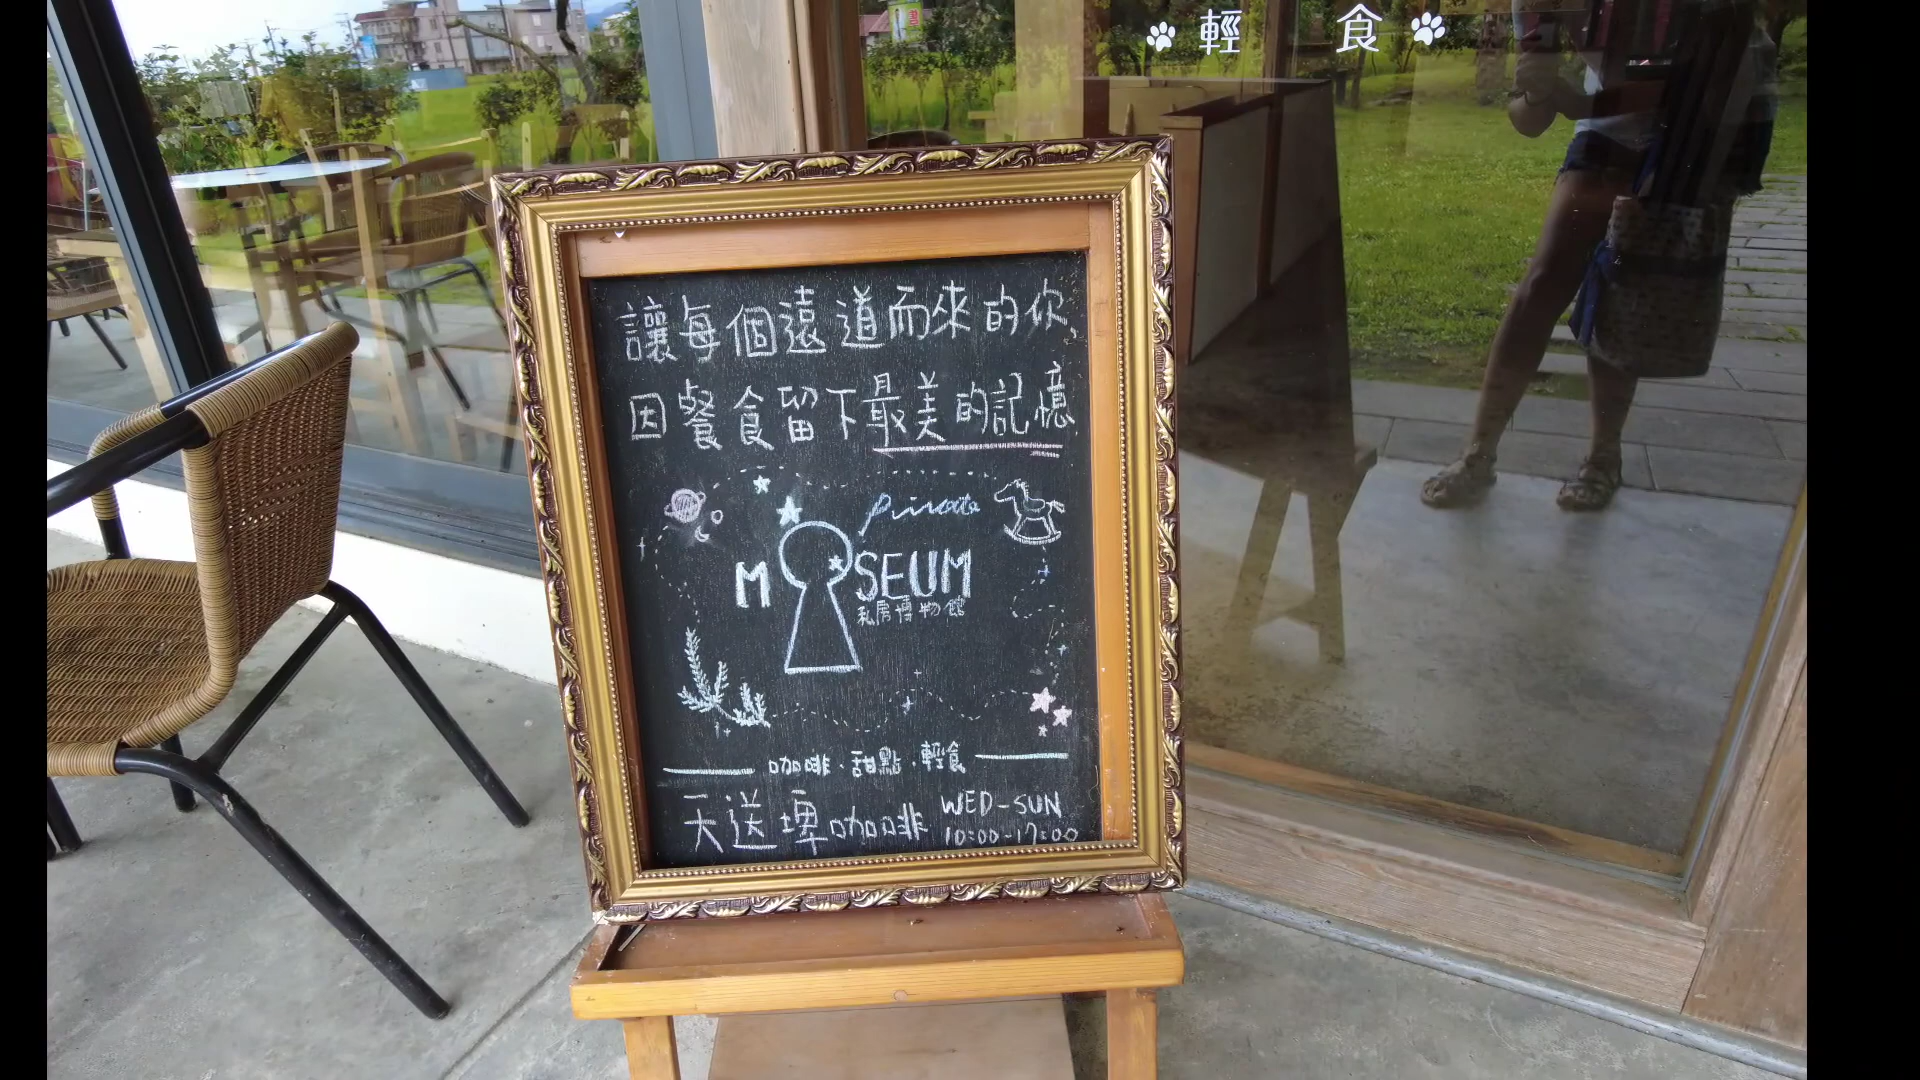 輕 食
讓每個遠道而來的你,
因餐食留下最美的記憶
Private
MUSEUM
私房博物館
咖啡.甜點.輕食
天送埤咖啡 WED-SUN
10:00-17:00